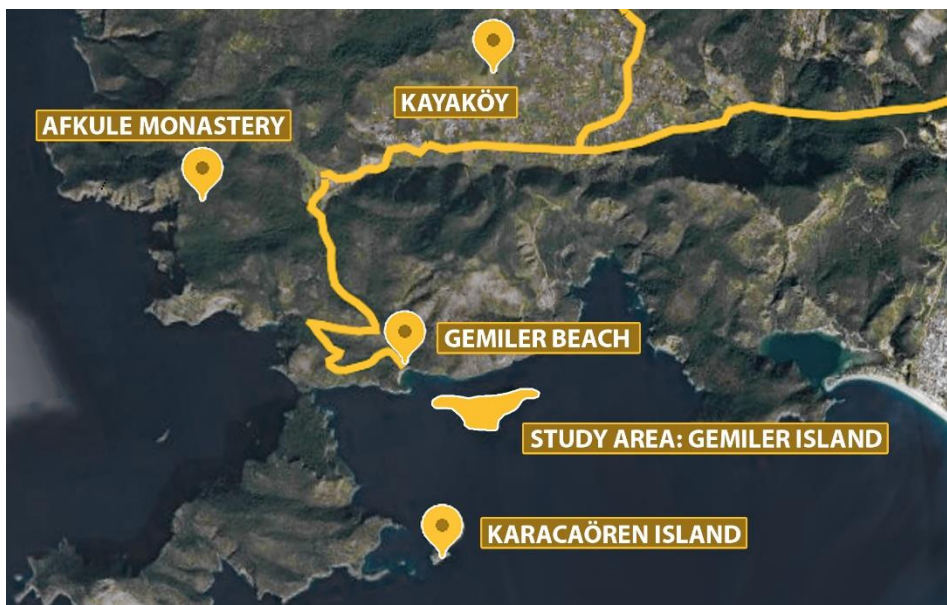 KAYAKÖY
AFKULE MONASTERY
GEMILER BEACH
STUDY AREA: GEMILER ISLAND
KARACAÖREN ISLAND